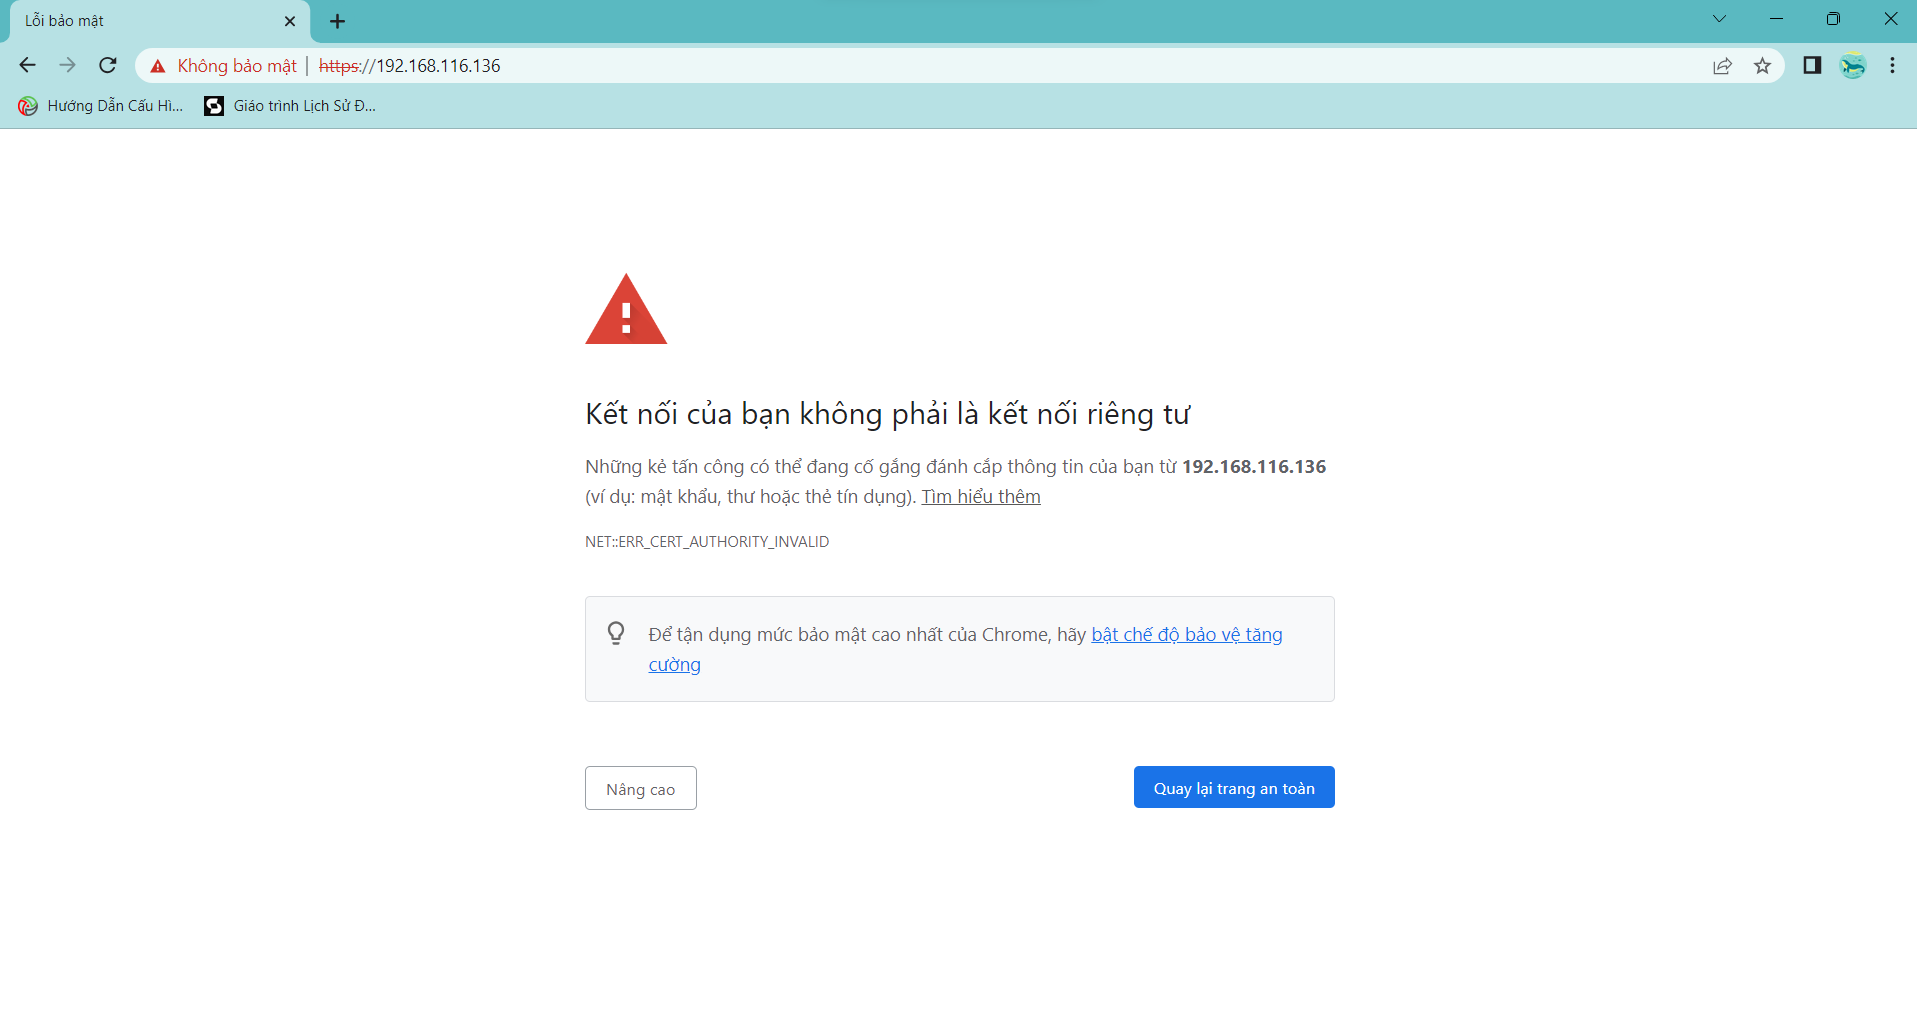 Lỗi bảo mật
Không bảo mật | https://192.168.116.136
Hướng Dẫn Cấu Hì... Giáo trình Lịch Sử Đ...
Kết nối của bạn không phải là kết nối riêng tư
Những kẻ tấn công có thể đang cố gắng đánh cắp thông tin của bạn từ 192.168.116.136
(ví dụ: mật khẩu, thư hoặc thẻ tín dụng). Tìm hiểu thêm
NET::ERR_CERT_AUTHORITY_INVALID
Để tận dụng mức bảo mật cao nhất của Chrome, hãy bật chế độ bảo vệ tăng
cường
Nâng cao
Quay lại trang an toàn